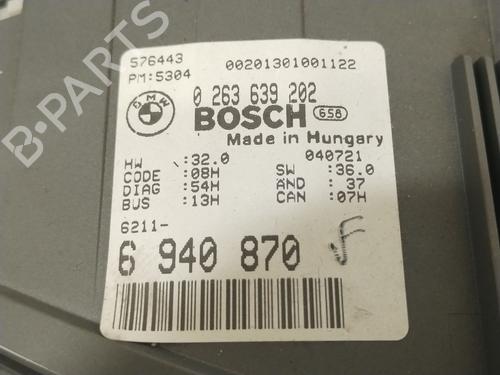 576443 00201301001122
PM:5304
BMW 0 263 639 202
BOSCH 658
Made in Hungary
HW :32.0 040721
CODE :08H SW :36.0
DIAG :54H AND : 37
BUS :13H CAN :07H
6211-
6 940 870 F
B-PARTS